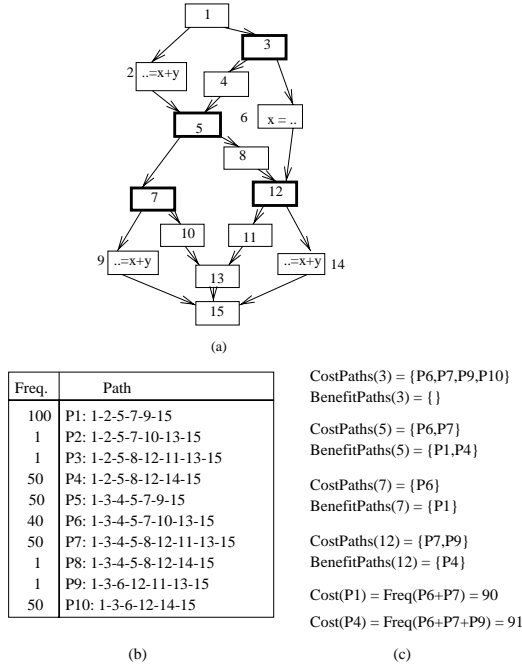 1
3
2 ..=x+y
4
6
x = ..
5
8
7
12
10
11
9 ..=x+y
..=x+y 14
13
15
(a)
Freq. Path
100 P1: 1-2-5-7-9-15
1 P2: 1-2-5-7-10-13-15
1 P3: 1-2-5-8-12-11-13-15
50 P4: 1-2-5-8-12-14-15
50 P5: 1-3-4-5-7-9-15
40 P6: 1-3-4-5-7-10-13-15
50 P7: 1-3-4-5-8-12-11-13-15
1 P8: 1-3-4-5-8-12-14-15
1 P9: 1-3-6-12-11-13-15
50 P10: 1-3-6-12-14-15
(b)
CostPaths(3) = {P6,P7,P9,P10}
BenefitPaths(3) = {}
CostPaths(5) = {P6,P7}
BenefitPaths(5) = {P1,P4}
CostPaths(7) = {P6}
BenefitPaths(7) = {P1}
CostPaths(12) = {P7,P9}
BenefitPaths(12) = {P4}
Cost(P1) = Freq(P6+P7) = 90
Cost(P4) = Freq(P6+P7+P9) = 91
(c)